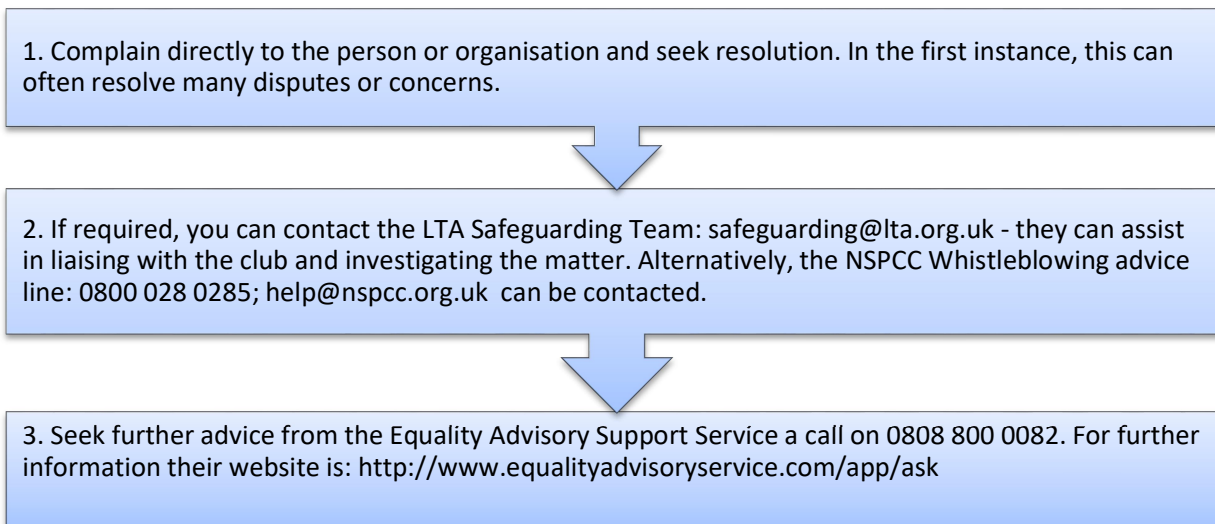 1. Complain directly to the person or organisation and seek resolution. In the first instance, this can
often resolve many disputes or concerns.
2. If required, you can contact the LTA Safeguarding Team: safeguarding@lta.org.uk - they can assist
in liaising with the club and investigating the matter. Alternatively, the NSPCC Whistleblowing advice
line: 0800 028 0285; help@nspcc.org.uk can be contacted.
3. Seek further advice from the Equality Advisory Support Service a call on 0808 800 0082. For further
information their website is: http://www.equalityadvisoryservice.com/app/ask